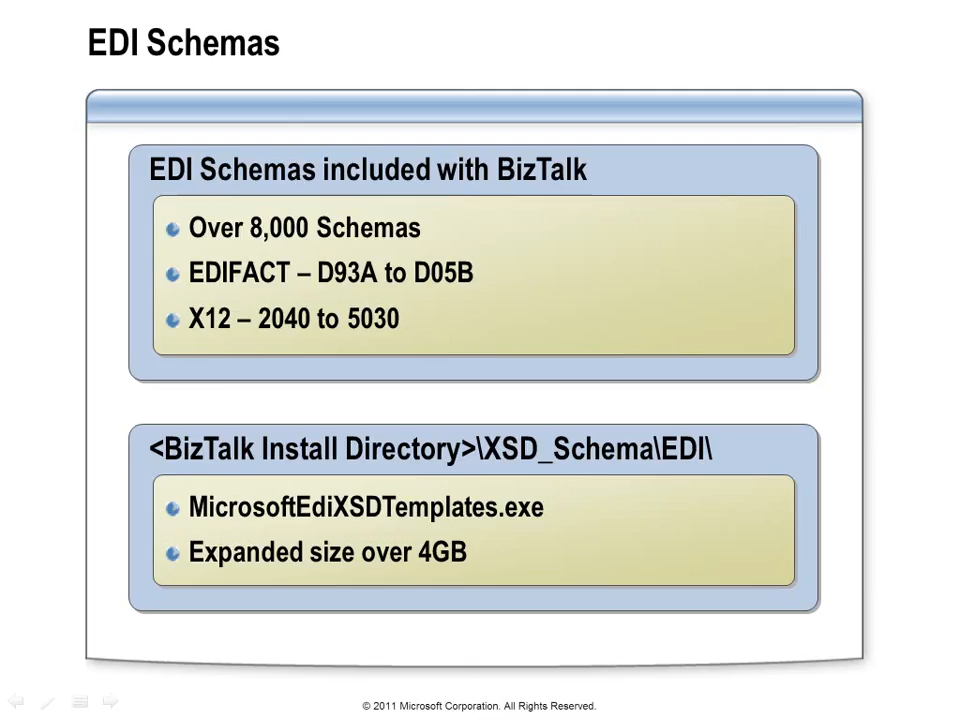 EDI Schemas
EDI Schemas included with BizTalk
Over 8,000 Schemas
EDIFACT – D93A to D05B
X12 – 2040 to 5030
<BizTalk Install Directory>\XSD_Schema\EDI\
MicrosoftEdiXSDTemplates.exe
Expanded size over 4GB
© 2011 Microsoft Corporation. All Rights Reserved.